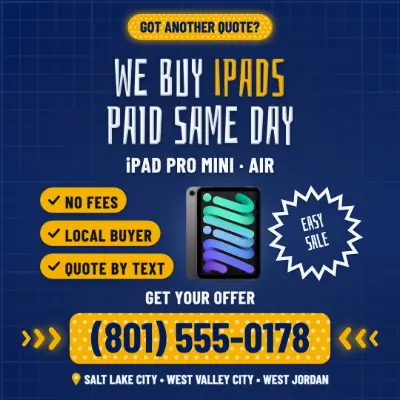 GOT ANOTHER QUOTE?
WE BUY IPADS
PAID SAME DAY
iPAD PRO MINI · AIR
NO FEES
LOCAL BUYER
QUOTE BY TEXT
EASY
SALE
GET YOUR OFFER
(801) 555-0178
SALT LAKE CITY • WEST VALLEY CITY • WEST JORDAN